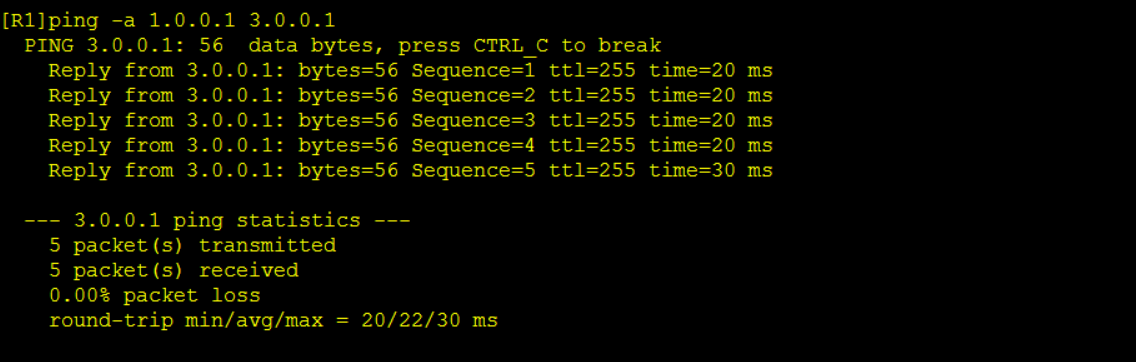 [R1]ping -a 1.0.0.1 3.0.0.1
  PING 3.0.0.1: 56  data bytes, press CTRL_C to break
    Reply from 3.0.0.1: bytes=56 Sequence=1 ttl=255 time=20 ms
    Reply from 3.0.0.1: bytes=56 Sequence=2 ttl=255 time=20 ms
    Reply from 3.0.0.1: bytes=56 Sequence=3 ttl=255 time=20 ms
    Reply from 3.0.0.1: bytes=56 Sequence=4 ttl=255 time=20 ms
    Reply from 3.0.0.1: bytes=56 Sequence=5 ttl=255 time=30 ms
  --- 3.0.0.1 ping statistics ---
    5 packet(s) transmitted
    5 packet(s) received
    0.00% packet loss
    round-trip min/avg/max = 20/22/30 ms